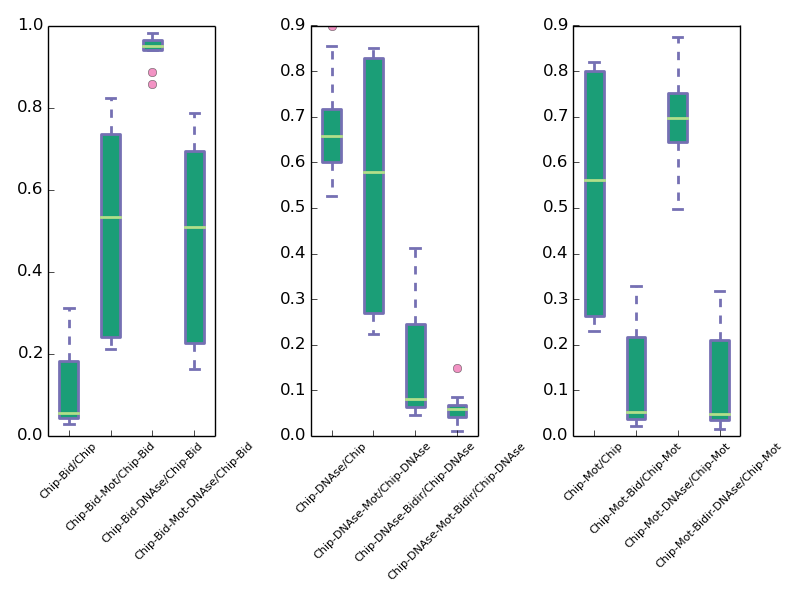 1.0
0.8
0.6
0.4
0.2
0.0
Chip-Bid/Chip
Chip-Bid-Mot/Chip-Bid
Chip-Bid-DNAse/Chip-Bid
Chip-Bid-Mot-DNAse/Chip-Bid
0.9
0.8
0.7
0.6
0.5
0.4
0.3
0.2
0.1
0.0
Chip-DNAse/Chip
Chip-DNAse-Mot/Chip-DNAse
Chip-DNAse-Bidir/Chip-DNAse
Chip-DNAse-Mot-Bidir/Chip-DNAse
0.9
0.8
0.7
0.6
0.5
0.4
0.3
0.2
0.1
0.0
Chip-Mot/Chip
Chip-Mot-Bid/Chip-Mot
Chip-Mot-DNAse/Chip-Mot
Chip-Mot-Bidir-DNAse/Chip-Mot